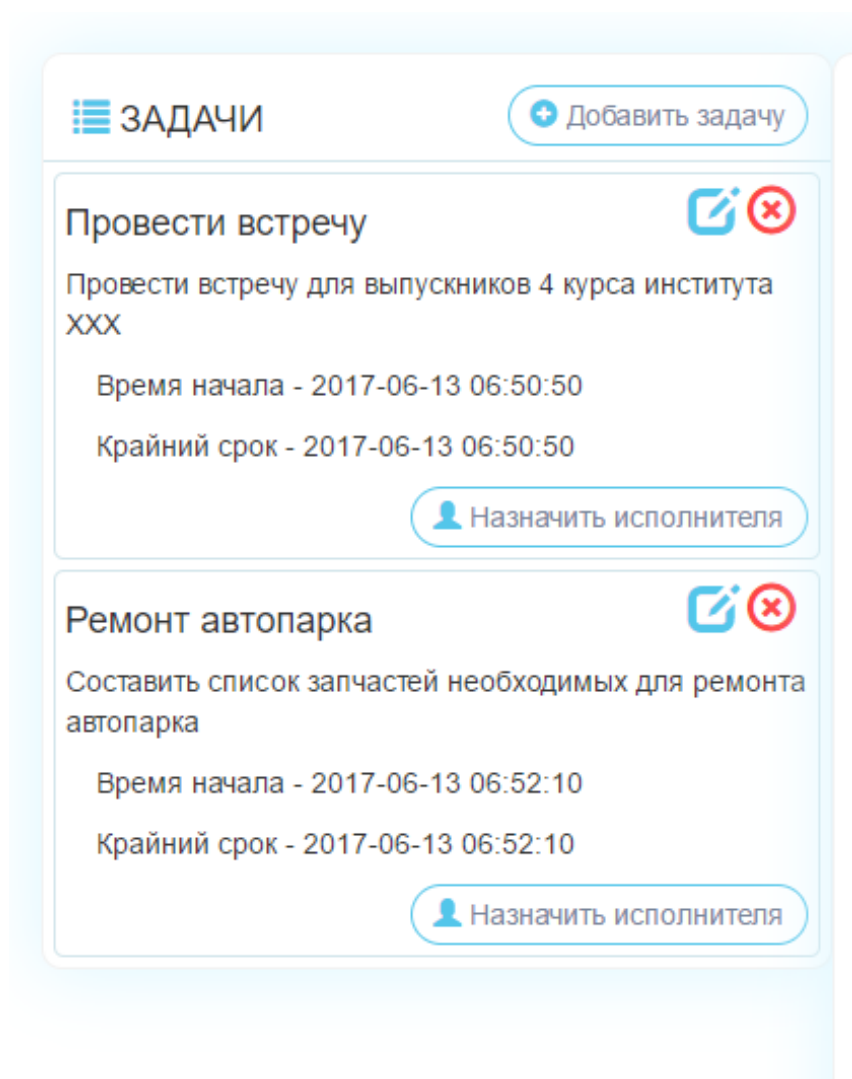 ЗАДАЧИ
Добавить задачу
Провести встречу
Провести встречу для выпускников 4 курса института
XXX
Время начала - 2017-06-13 06:50:50
Крайний срок - 2017-06-13 06:50:50
Назначить исполнителя
Ремонт автопарка
Составить список запчастей необходимых для ремонта
автопарка
Время начала - 2017-06-13 06:52:10
Крайний срок - 2017-06-13 06:52:10
Назначить исполнителя